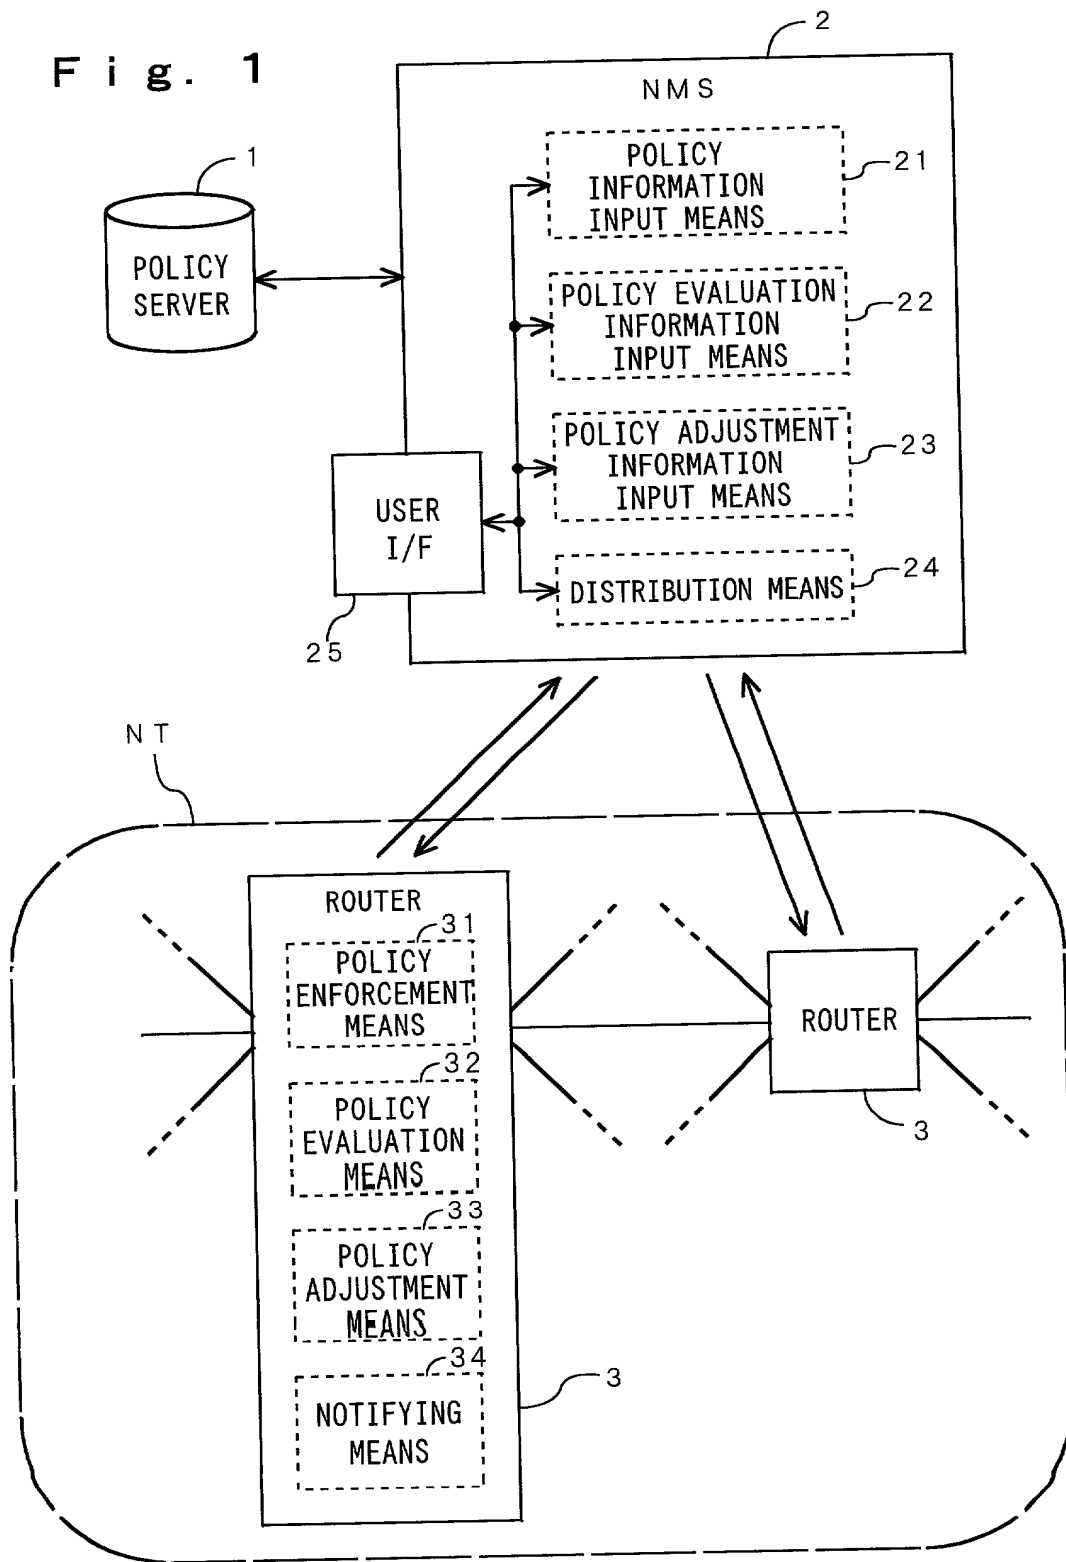 Fig. 1
2
NMS
1
POLICY
SERVER
POLICY
INFORMATION
INPUT MEANS
21
POLICY EVALUATION
INFORMATION
INPUT MEANS
22
POLICY ADJUSTMENT
INFORMATION
INPUT MEANS
23
USER
I/F
DISTRIBUTION MEANS
24
25
NT
ROUTER
31
POLICY
ENFORCEMENT
MEANS
32
POLICY
EVALUATION
MEANS
33
POLICY
ADJUSTMENT
MEANS
34
NOTIFYING
MEANS
3
ROUTER
3